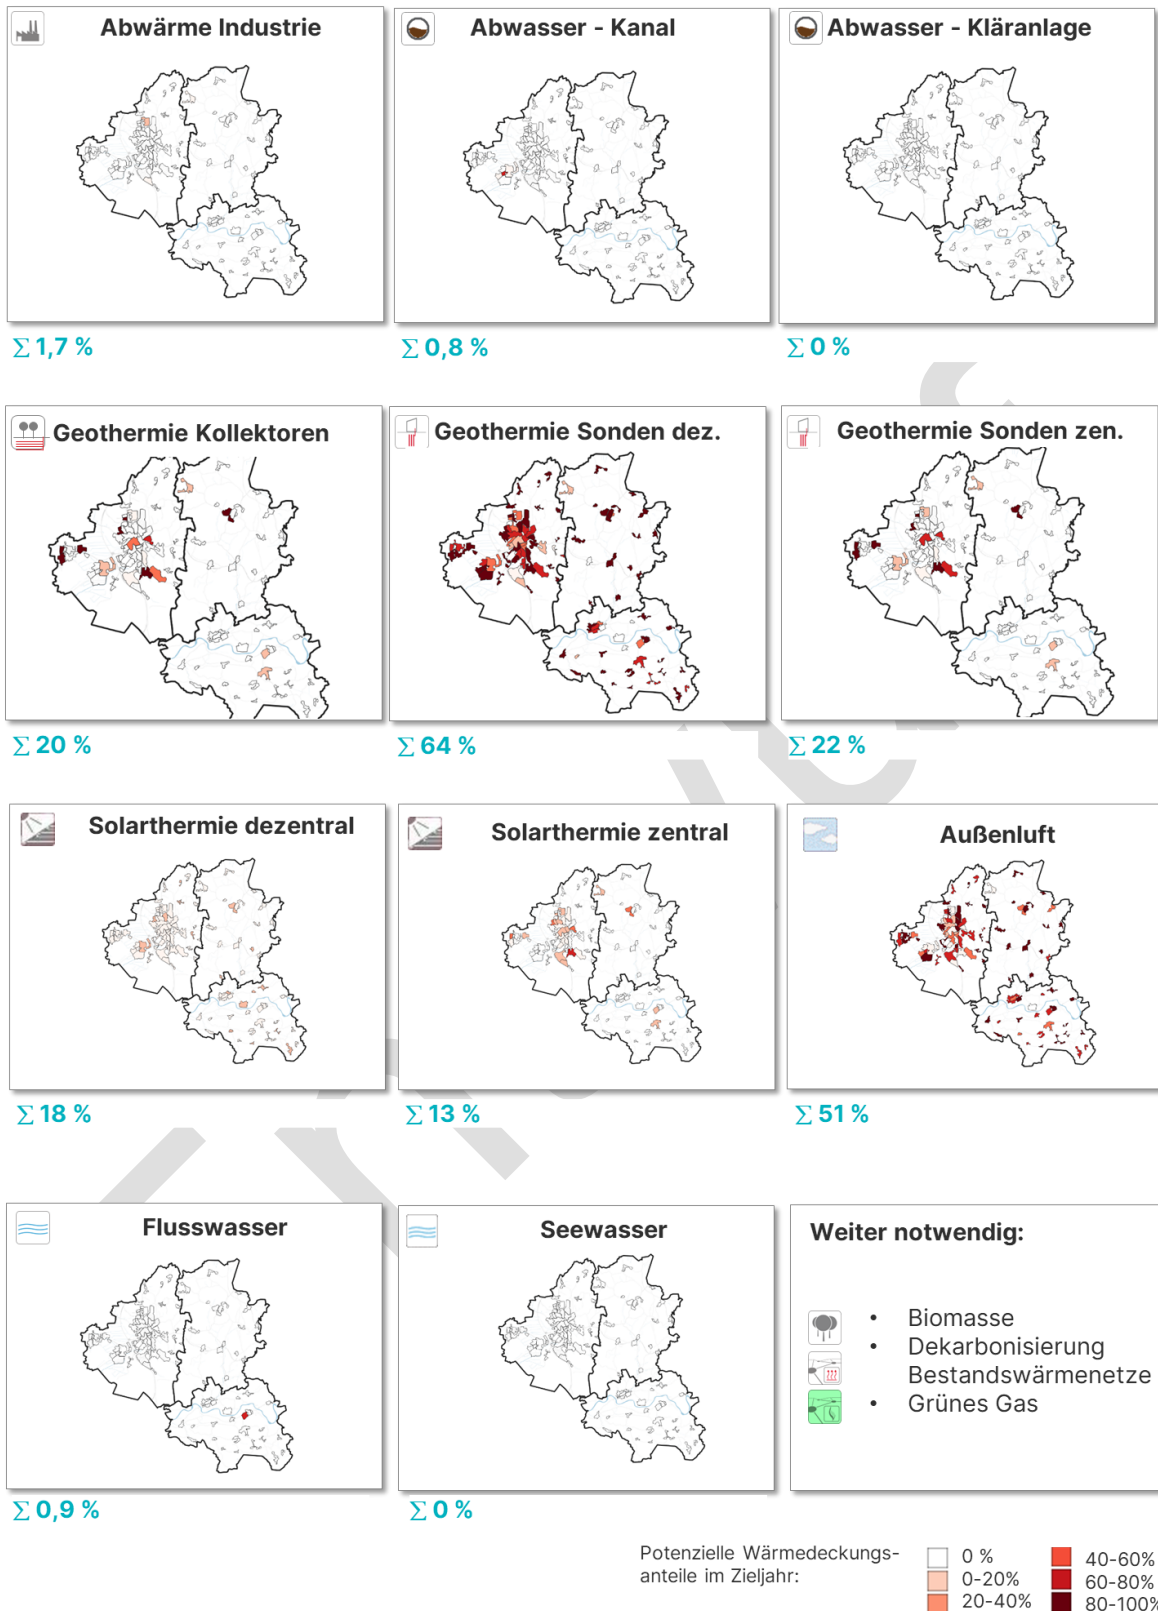 Abwärme Industrie
Abwasser - Kanal
Abwasser - Kläranlage
∑ 1,7 %
∑ 0,8 %
∑ 0 %
Geothermie Kollektoren
Geothermie Sonden dez.
Geothermie Sonden zen.
∑ 20 %
∑ 64 %
∑ 22 %
Solarthermie dezentral
Solarthermie zentral
Außenluft
∑ 18 %
∑ 13 %
∑ 51 %
Flusswasser
Seewasser
Weiter notwendig:
• Biomasse
• Dekarbonisierung
Bestandswärmenetze
• Grünes Gas
∑ 0,9 %
∑ 0 %
Potenzielle Wärmedeckungs-
anteile im Zieljahr:
0 %
0-20%
20-40%
40-60%
60-80%
80-100%